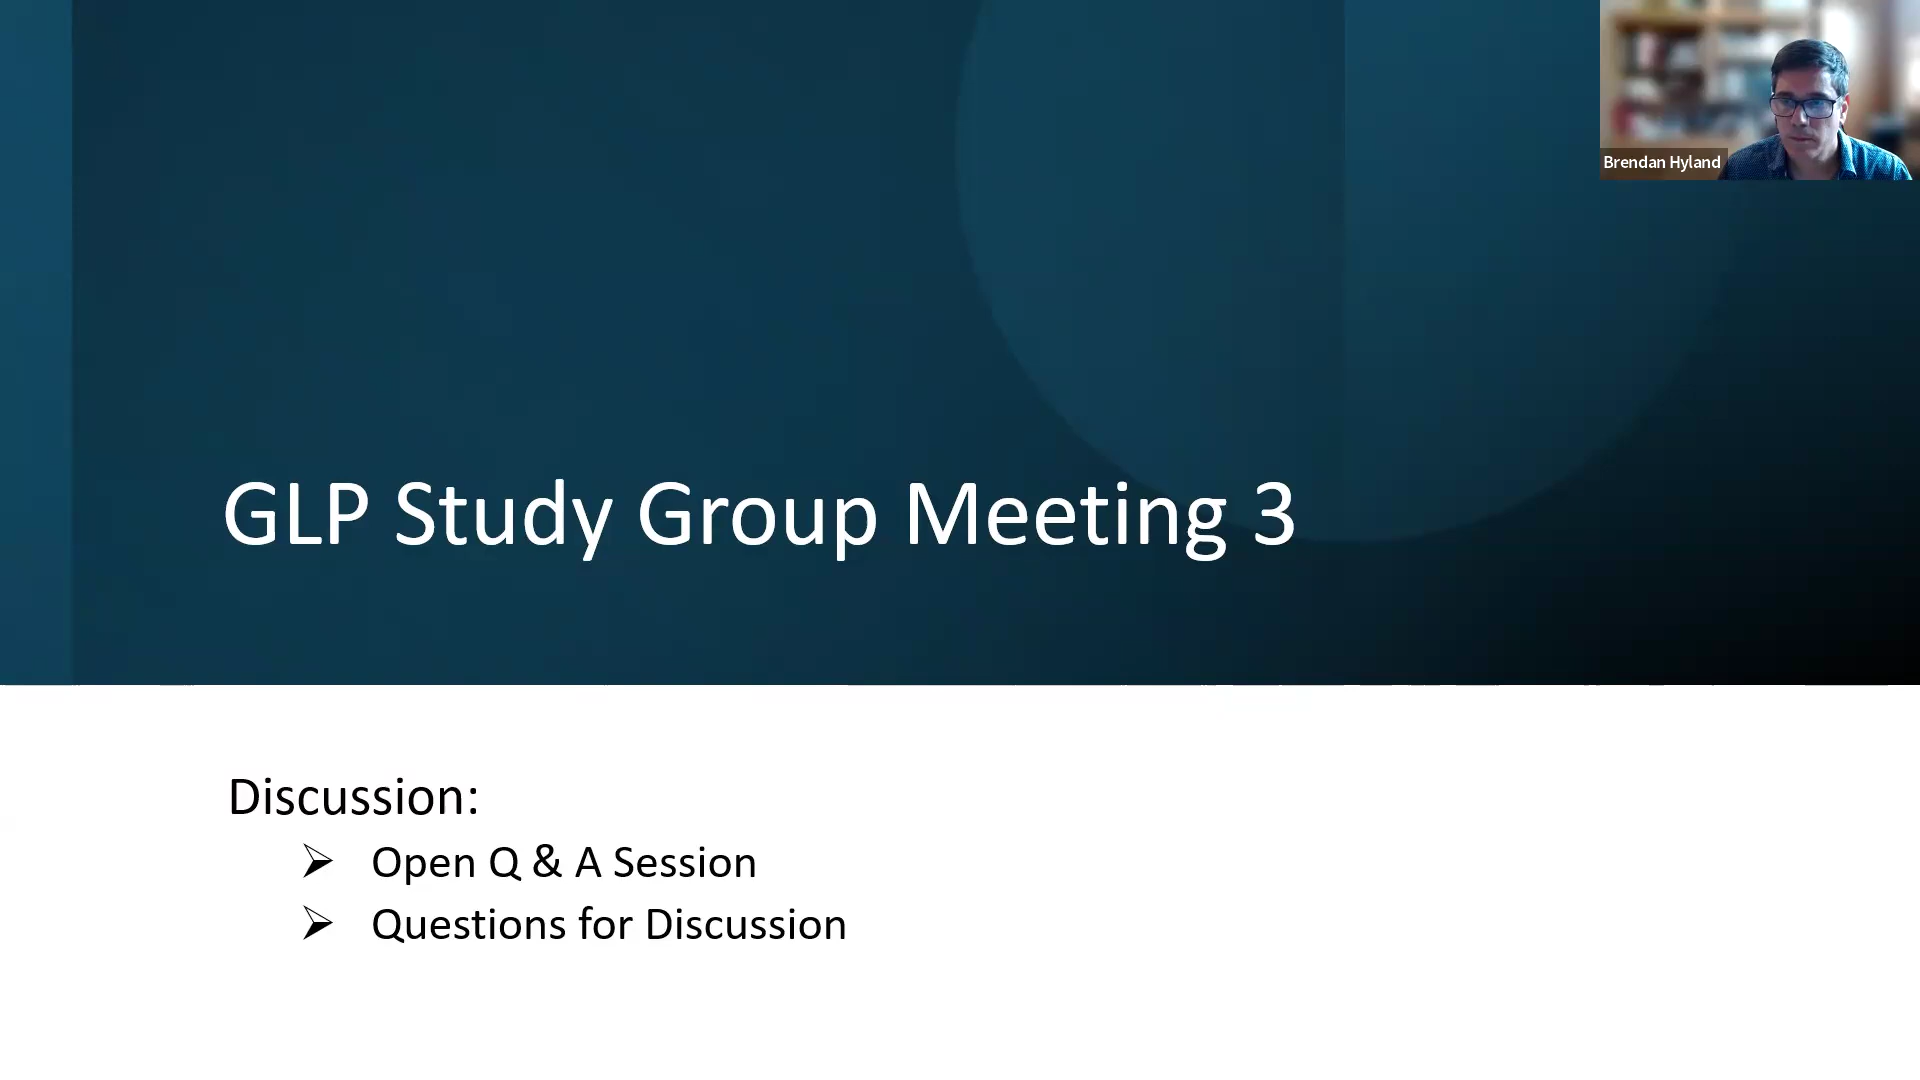 Brendan Hyland
GLP Study Group Meeting 3
Discussion:
➢ Open Q & A Session
➢ Questions for Discussion